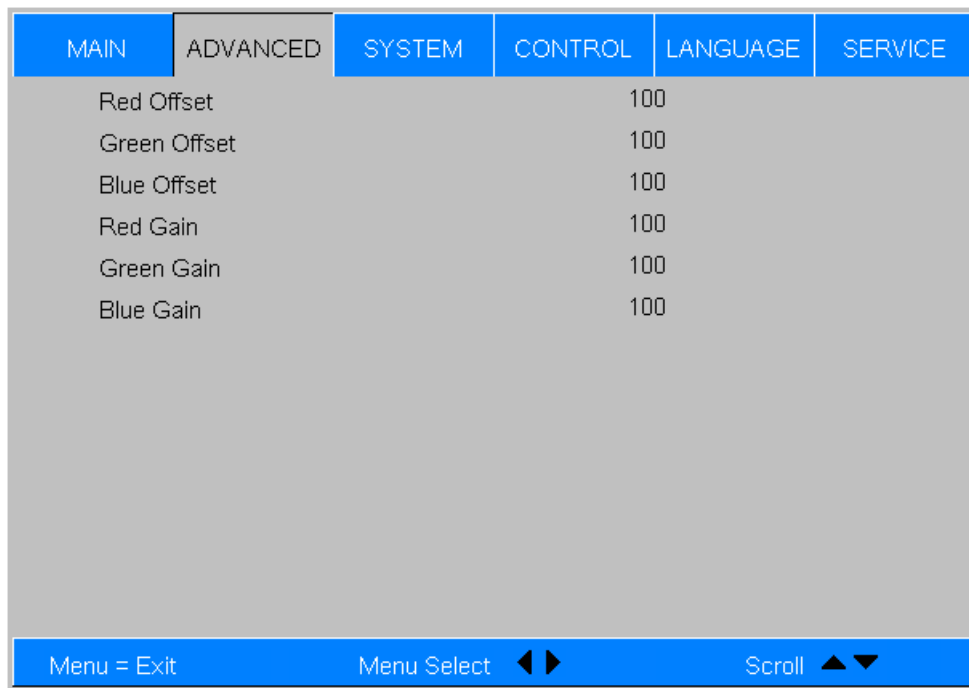 MAIN ADVANCED SYSTEM CONTROL LANGUAGE SERVICE
Red Offset 100
Green Offset 100
Blue Offset 100
Red Gain 100
Green Gain 100
Blue Gain 100
Menu = Exit Menu Select Scroll